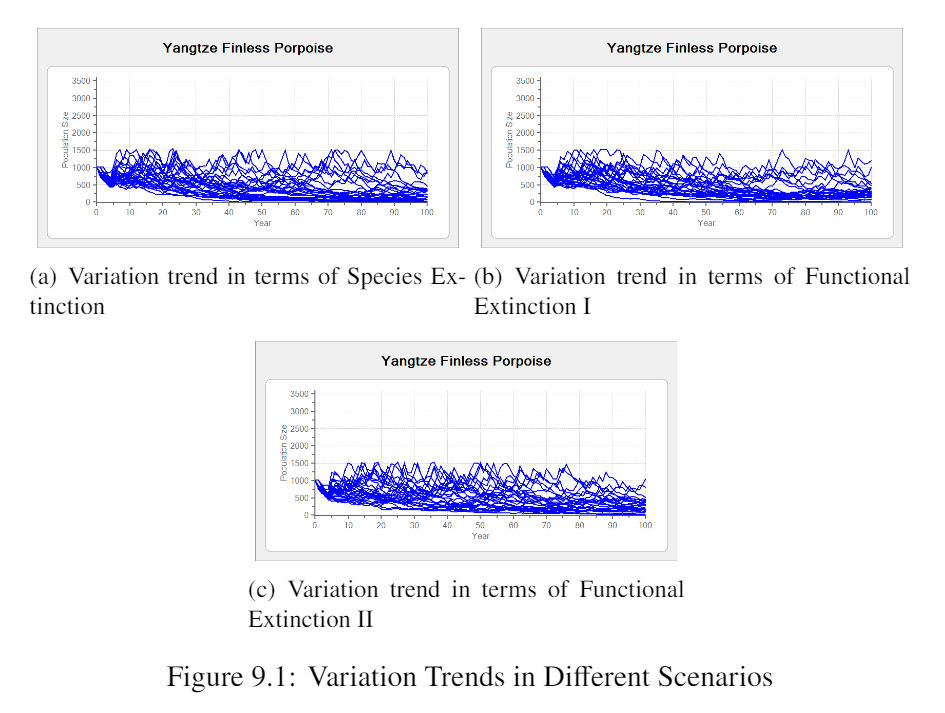 Yangtze Finless Porpoise
3500
3000
2500
2000
1500
1000
500
0
Population Size
0 10 20 30 40 50 60 70 80 90 100
Year
(a) Variation trend in terms of Species Ex-
tinction
Yangtze Finless Porpoise
3500
3000
2500
2000
1500
1000
500
0
Population Size
0 10 20 30 40 50 60 70 80 90 100
Year
(b) Variation trend in terms of Functional
Extinction I
Yangtze Finless Porpoise
3500
3000
2500
2000
1500
1000
500
0
Population Size
0 10 20 30 40 50 60 70 80 90 100
Year
(c) Variation trend in terms of Functional
Extinction II
Figure 9.1: Variation Trends in Different Scenarios